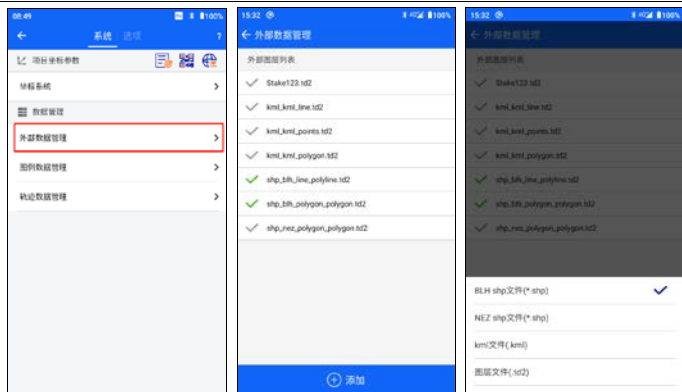 08:49
100%
系统
选项
?
项目坐标参数
坐标系统
数据管理
外部数据管理
图例数据管理
轨迹数据管理
15:32
100%
外部数据管理
外部图层列表
Stake123.td2
kml_kml_line.td2
kml_kml_points.td2
kml_kml_polygon.td2
shp_blh_line_polyline.td2
shp_blh_polygon_polygon.td2
shp_nez_polygon_polygon.td2
添加
15:32
100%
外部数据管理
外部图层列表
Stake123.td2
kml_kml_line.td2
kml_kml_points.td2
kml_kml_polygon.td2
shp_blh_line_polyline.td2
shp_blh_polygon_polygon.td2
shp_nez_polygon_polygon.td2
BLH shp文件(*.shp)
NEZ shp文件(*.shp)
kml文件(.kml)
图层文件(.td2)